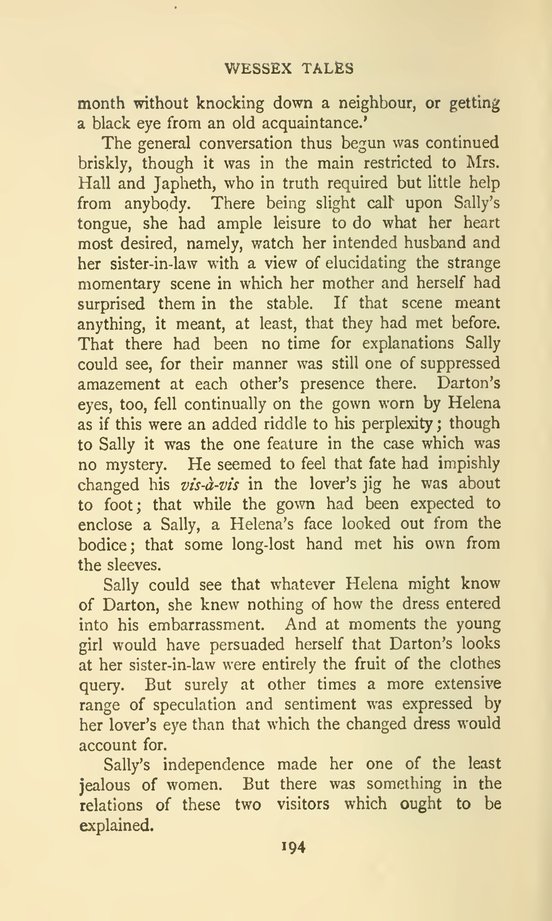 WESSEX TALES
month without knocking down a neighbour, or getting
a black eye from an old acquaintance.'
The general conversation thus begun was continued
briskly, though it was in the main restricted to Mrs.
Hall and Japheth, who in truth required but little help
from anybody. There being slight call upon Sally's
tongue, she had ample leisure to do what her heart
most desired, namely, watch her intended husband and
her sister-in-law with a view of elucidating the strange
momentary scene in which her mother and herself had
surprised them in the stable. If that scene meant
anything, it meant, at least, that they had met before.
That there had been no time for explanations Sally
could see, for their manner was still one of suppressed
amazement at each other's presence there. Darton's
eyes, too, fell continually on the gown worn by Helena
as if this were an added riddle to his perplexity; though
to Sally it was the one feature in the case which was
no mystery. He seemed to feel that fate had impishly
changed his vis-à-vis in the lover's jig he was about
to foot; that while the gown had been expected to
enclose a Sally, a Helena's face looked out from the
bodice; that some long-lost hand met his own from
the sleeves.
Sally could see that whatever Helena might know
of Darton, she knew nothing of how the dress entered
into his embarrassment. And at moments the young
girl would have persuaded herself that Darton's looks
at her sister-in-law were entirely the fruit of the clothes
query. But surely at other times a more extensive
range of speculation and sentiment was expressed by
her lover's eye than that which the changed dress would
account for.
Sally's independence made her one of the least
jealous of women. But there was something in the
relations of these two visitors which ought to be
explained.
194